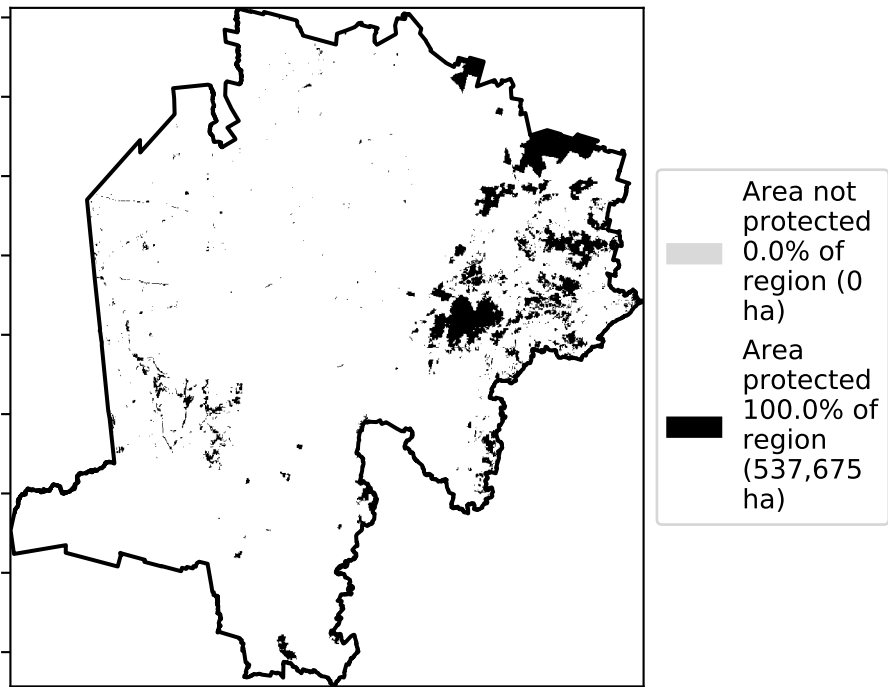 Area not
protected
0.0% of
region (0
ha)
Area
protected
100.0% of
region
(537,675
ha)